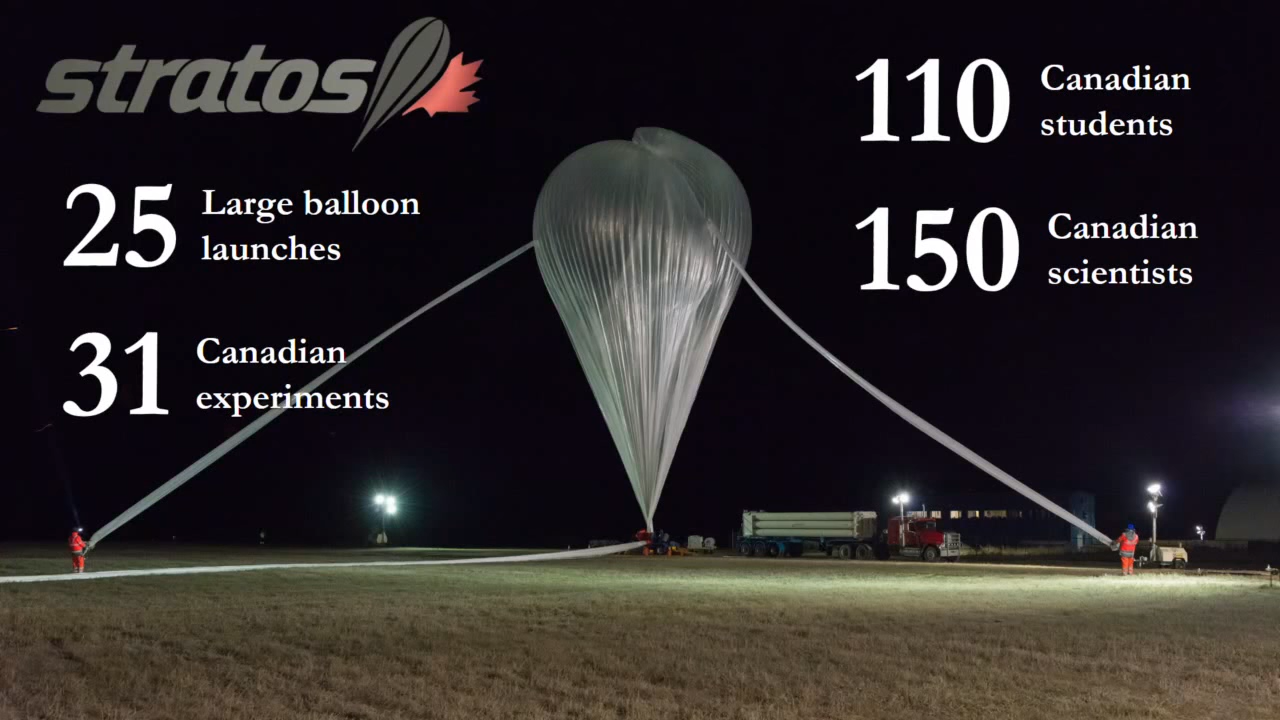 stratos
25 Large balloon
launches
31 Canadian
experiments
110 Canadian
students
150 Canadian
scientists